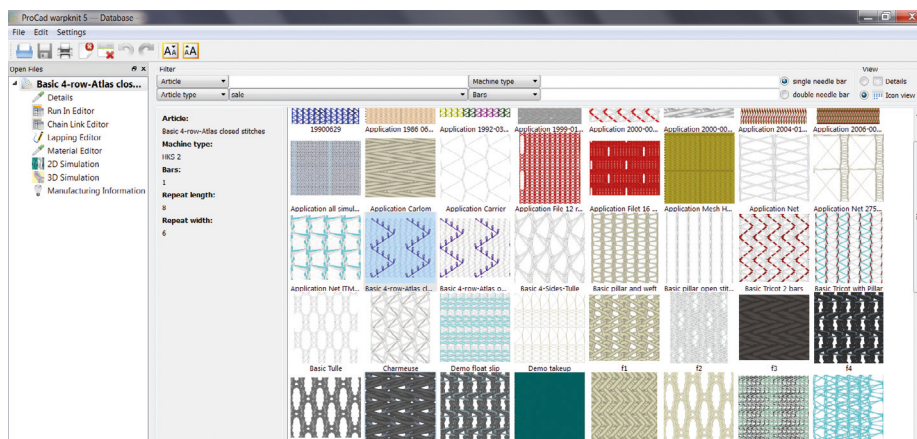 ProCad warpknit 5 — Database
File Edit Settings
Open Files
Basic 4-row-Atlas clos...
Details
Run In Editor
Chain Link Editor
Lapping Editor
Material Editor
2D Simulation
3D Simulation
Manufacturing Information
Filter
Article Machine type
Article type sale Bars
single needle bar
double needle bar
View
Details
Icon view
Article:
Basic 4-row-Atlas closed stitches
Machine type:
HKS 2
Bars:
1
Repeat length:
8
Repeat width:
6
19900629 Application 1986 06... Application 1992-03... Application 1999-01... Application 2000-00... Application 2000-00... Application 2004-01... Application 2006-00...
Application all simul... Application Carlom Application Carrier Application File 12 r... Application Filet 16 ... Application Mesh H... Application Net Application Net 275...
Application Net ITM... Basic 4-row-Atlas cl... Basic 4-row-Atlas o... Basic 4-Sides-Tulle Basic pillar and weft Basic pillar open stit... Basic Tricot 2 bars Basic Tricot with Pillar
Basic Tulle Charmeuse Demo float slip Demo takeup f1 f2 f3 f4